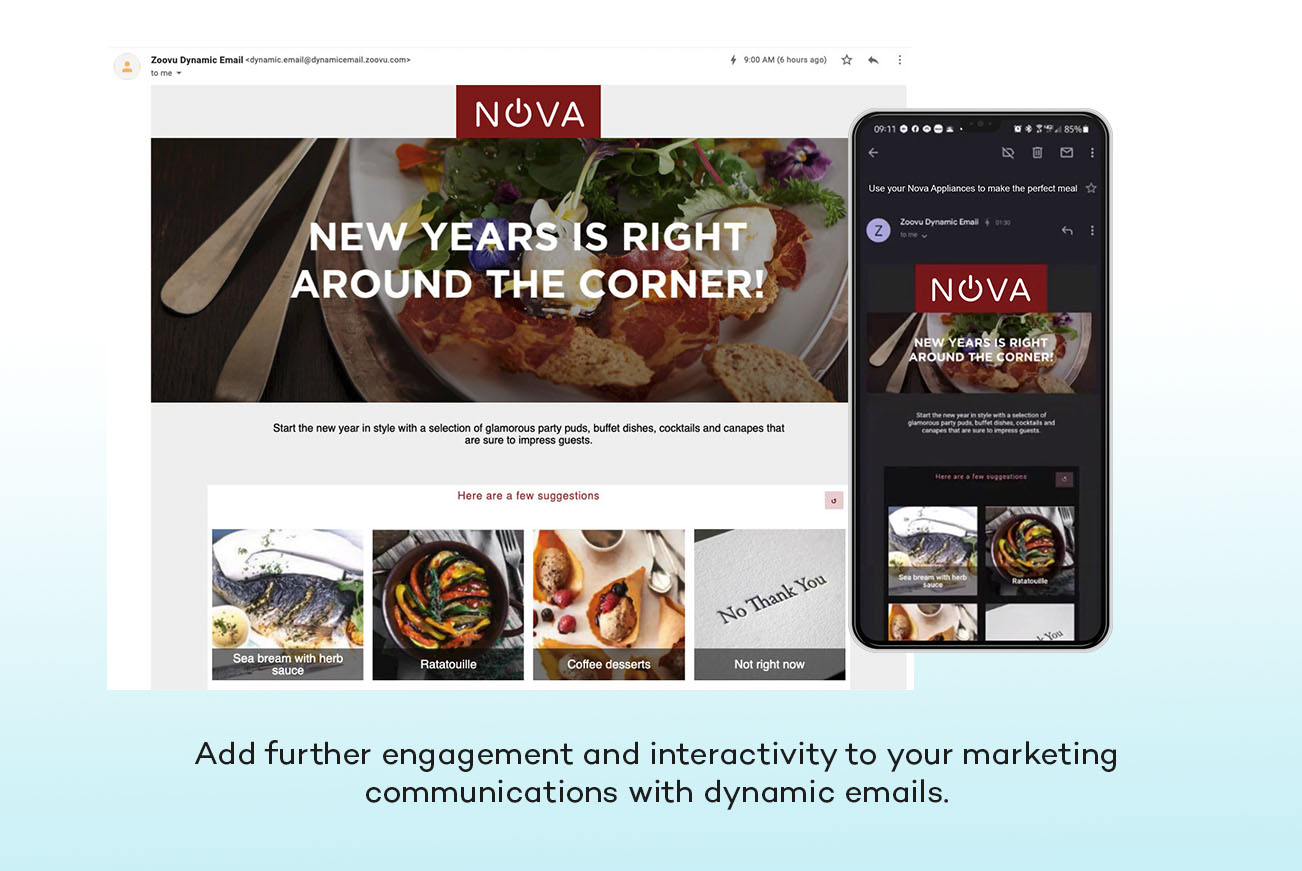 Zoovu Dynamic Email <dynamic.email@dynamicemail.zoovu.com>
9:00 AM (6 hours ago)
to me
NOVA
NEW YEARS IS RIGHT
AROUND THE CORNER!
Start the new year in style with a selection of glamorous party puds, buffet dishes, cocktails and canapes that
are sure to impress guests.
Here are a few suggestions
Sea bream with herb
sauce
Ratatouille
Coffee desserts
No Thank You
Not right now
09:11
85%
Use your Nova Appliances to make the perfect meal
Z
Zoovu Dynamic Email
01:30
to me
NOVA
NEW YEARS IS RIGHT
AROUND THE CORNER!
Start the new year in style with a selection of
glamorous party puds, buffet dishes, cocktails and
canapes that are sure to impress guests.
Here are a few suggestions
Sea bream with herb
sauce
Ratatouille
You
Add further engagement and interactivity to your marketing
communications with dynamic emails.